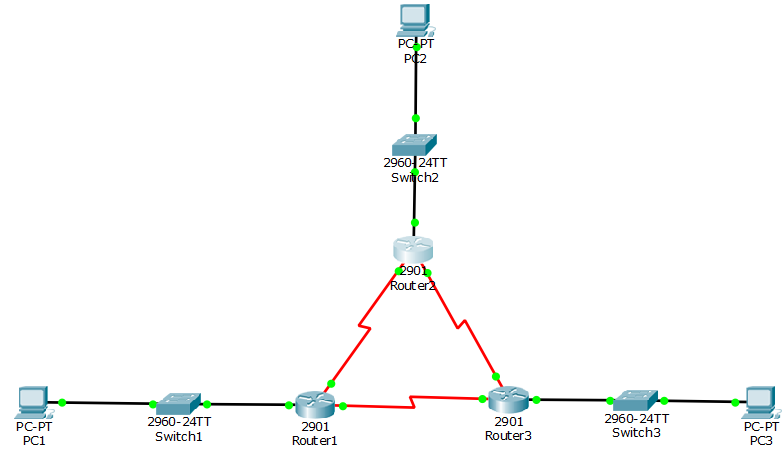 PC-PT
PC2
2960-24TT
Switch2
2901
Router2
PC-PT
PC1
2960-24TT
Switch1
2901
Router1
2901
Router3
2960-24TT
Switch3
PC-PT
PC3